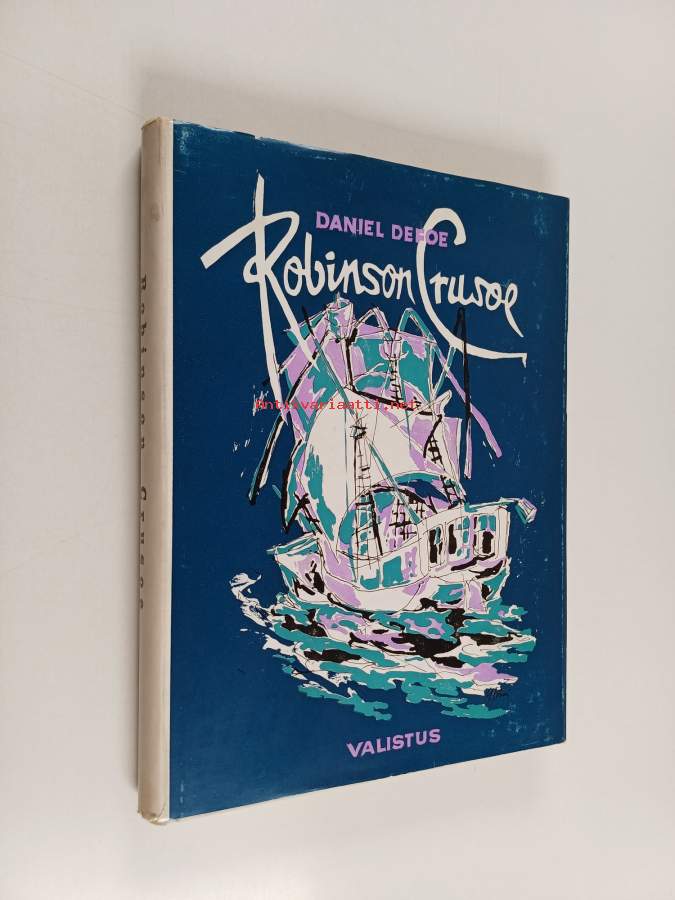 DANIEL DEFOE
Robinson Crusoe
Antikvariaatti.net
VALISTUS
Robinson Crusoe